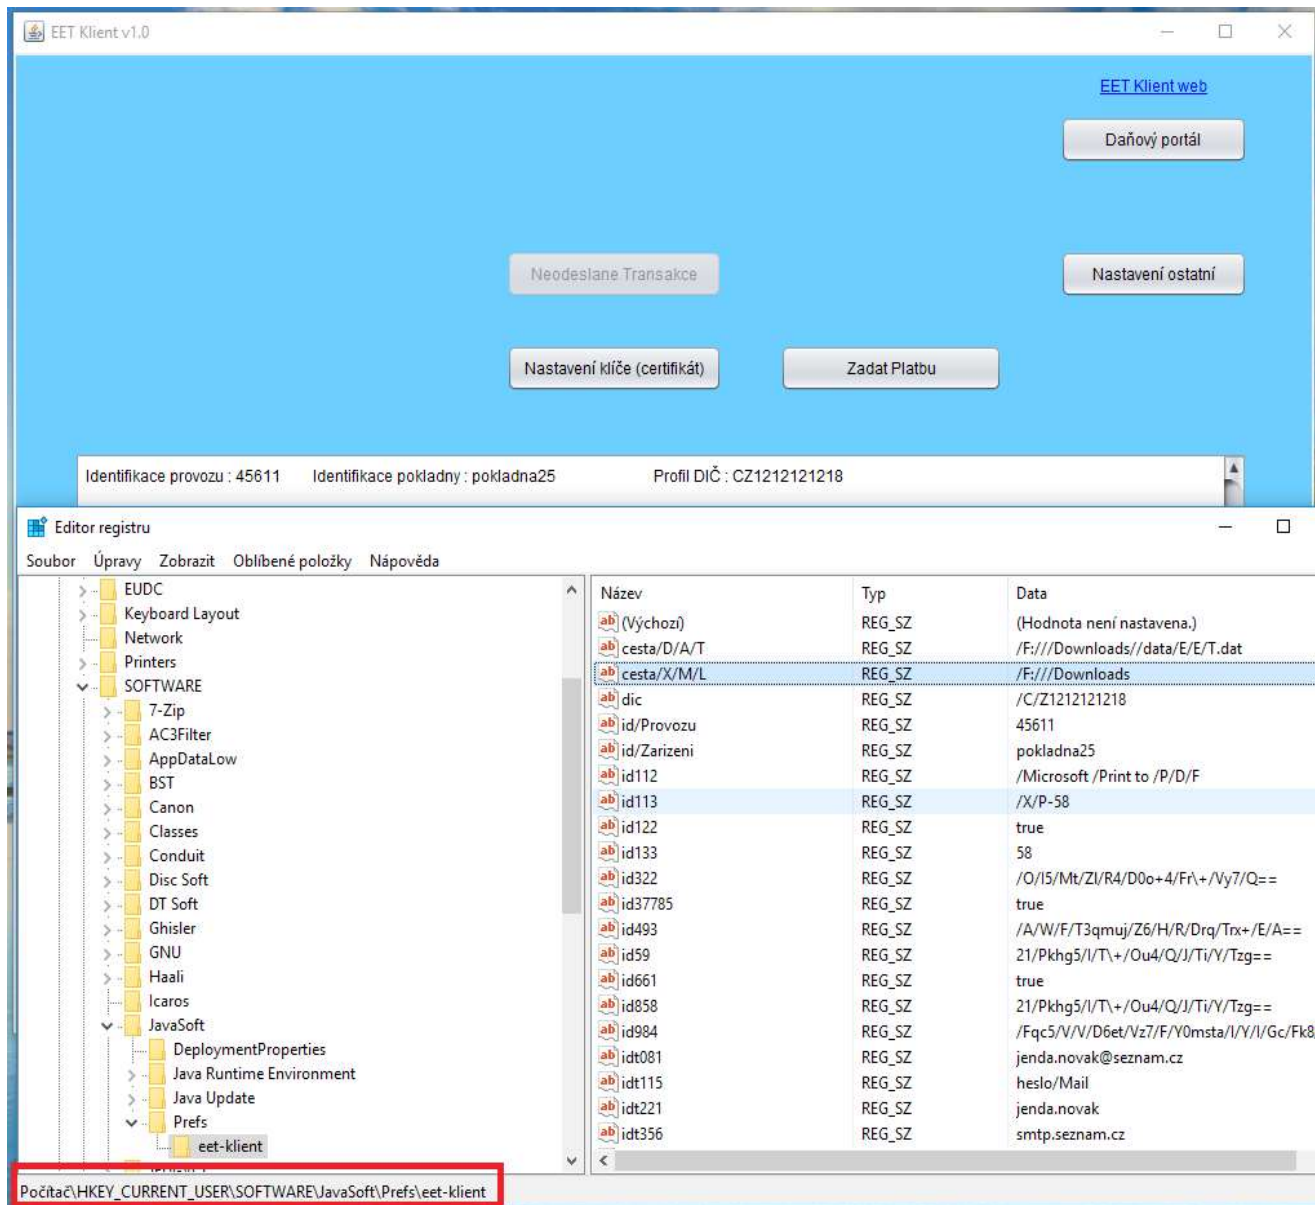 EET Klient v1.0
EET Klient web
Daňový portál
Neodeslane Transakce
Nastavení ostatní
Nastavení klíče (certifikát)
Zadat Platbu
Identifikace provozu : 45611 Identifikace pokladny : pokladna25 Profil DIČ : CZ1212121218
Editor registru
Soubor Úpravy Zobrazit Oblíbené položky Nápověda
EUDC
Keyboard Layout
Network
Printers
SOFTWARE
7-Zip
AC3Filter
AppDataLow
BST
Canon
Classes
Conduit
Disc Soft
DT Soft
Ghisler
GNU
Haali
Icaros
JavaSoft
DeploymentProperties
Java Runtime Environment
Java Update
Prefs
eet-klient
Název Typ Data
(Výchozí) REG_SZ (Hodnota není nastavena.)
cesta/D/A/T REG_SZ /F:///Downloads//data/E/E/T.dat
cesta/X/M/L REG_SZ /F:///Downloads
dic REG_SZ /C/Z1212121218
id/Provozu REG_SZ 45611
id/Zarizeni REG_SZ pokladna25
id112 REG_SZ /Microsoft /Print to /P/D/F
id113 REG_SZ /X/P-58
id122 REG_SZ true
id133 REG_SZ 58
id322 REG_SZ /O/I5/Mt/ZI/R4/D0o+4/Fr\+/Vy7/Q==
id37785 REG_SZ true
id493 REG_SZ /A/W/F/T3qmuj/Z6/H/R/Drq/Trx+/E/A==
id59 REG_SZ 21/Pkhg5/I/T\+/Ou4/Q/J/Ti/Y/Tzg==
id661 REG_SZ true
id858 REG_SZ 21/Pkhg5/I/T\+/Ou4/Q/J/Ti/Y/Tzg==
id984 REG_SZ /Fqc5/V/V/D6et/Vz7/F/Y0msta/I/Y/I/Gc/Fk8
idt081 REG_SZ jenda.novak@seznam.cz
idt115 REG_SZ heslo/Mail
idt221 REG_SZ jenda.novak
idt356 REG_SZ smtp.seznam.cz
Počítač\HKEY_CURRENT_USER\SOFTWARE\JavaSoft\Prefs\eet-klient